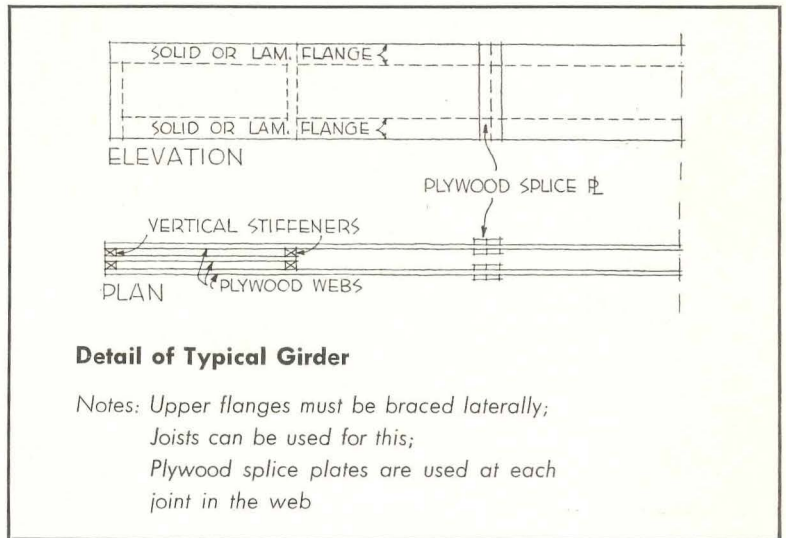 SOLID OR LAM. FLANGE
SOLID OR LAM. FLANGE
ELEVATION
PLYWOOD SPLICE ⅊
VERTICAL STIFFENERS
PLYWOOD WEBS
PLAN
Detail of Typical Girder
Notes: Upper flanges must be braced laterally;
Joists can be used for this;
Plywood splice plates are used at each
joint in the web